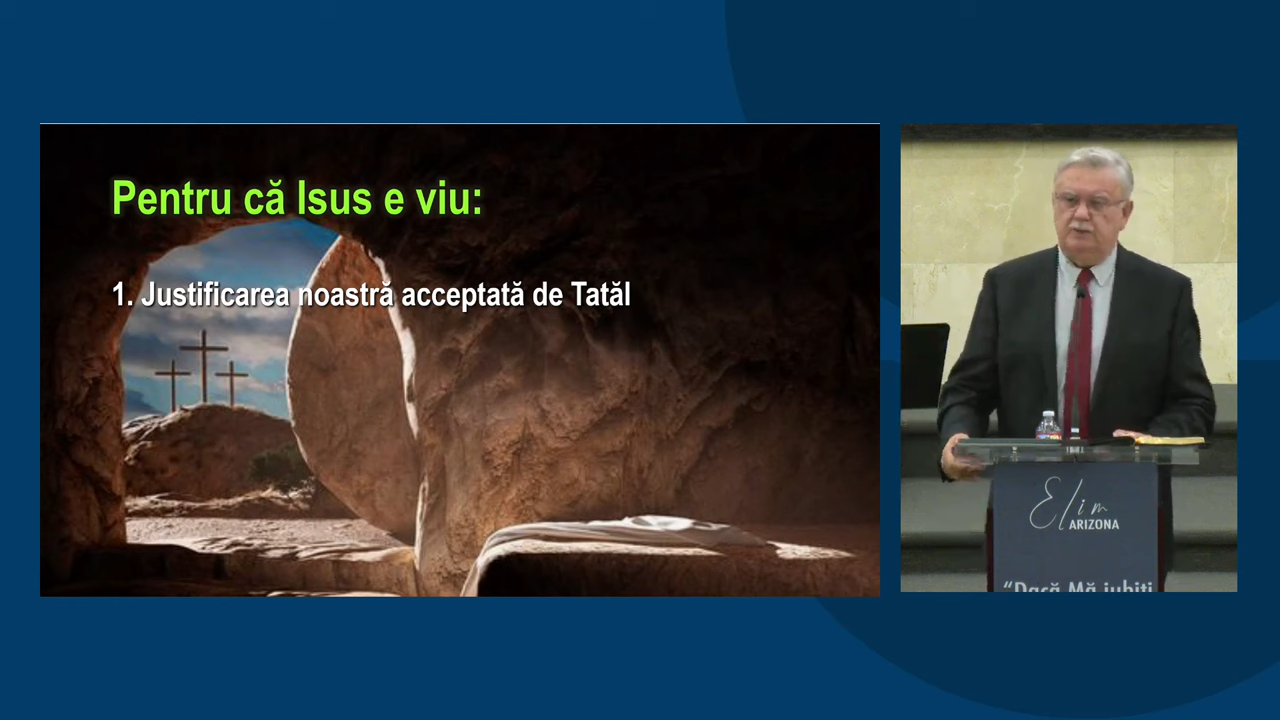 Pentru că Isus e viu:
1. Justificarea noastră acceptată de Tatăl
Elim
ARIZONA
“Dacă Mă iubiți